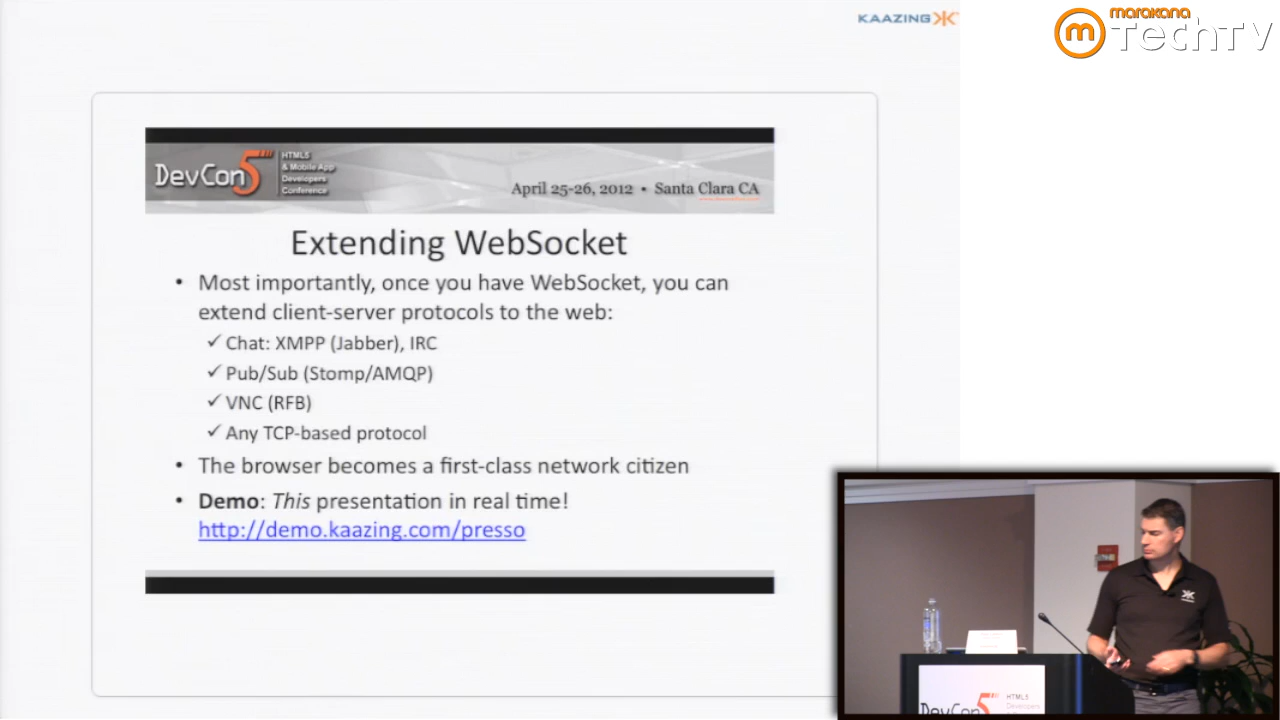 KAAZING
marakana
TechTV
DevCon5
HTML5
& Mobile App
Developers
Conference
April 25-26, 2012 • Santa Clara CA
Extending WebSocket
• Most importantly, once you have WebSocket, you can
extend client-server protocols to the web:
✓ Chat: XMPP (Jabber), IRC
✓ Pub/Sub (Stomp/AMQP)
✓ VNC (RFB)
✓ Any TCP-based protocol
• The browser becomes a first-class network citizen
• Demo: This presentation in real time!
http://demo.kaazing.com/presso
DevCon5
HTML5
Developers